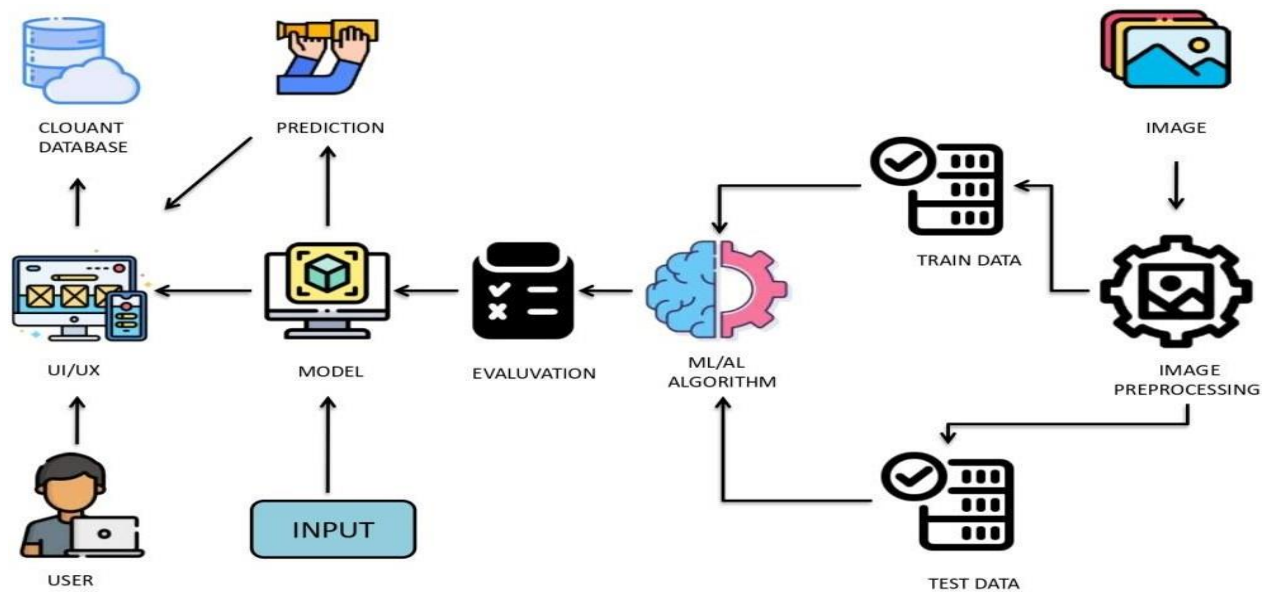 CLOUANT
DATABASE
PREDICTION
IMAGE
TRAIN DATA
UI/UX
MODEL
EVALUVATION
ML/AL
ALGORITHM
IMAGE
PREPROCESSING
INPUT
USER
TEST DATA